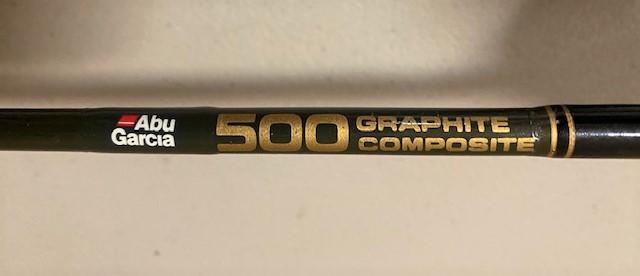 Abu
Garcia
500
GRAPHITE
COMPOSITE